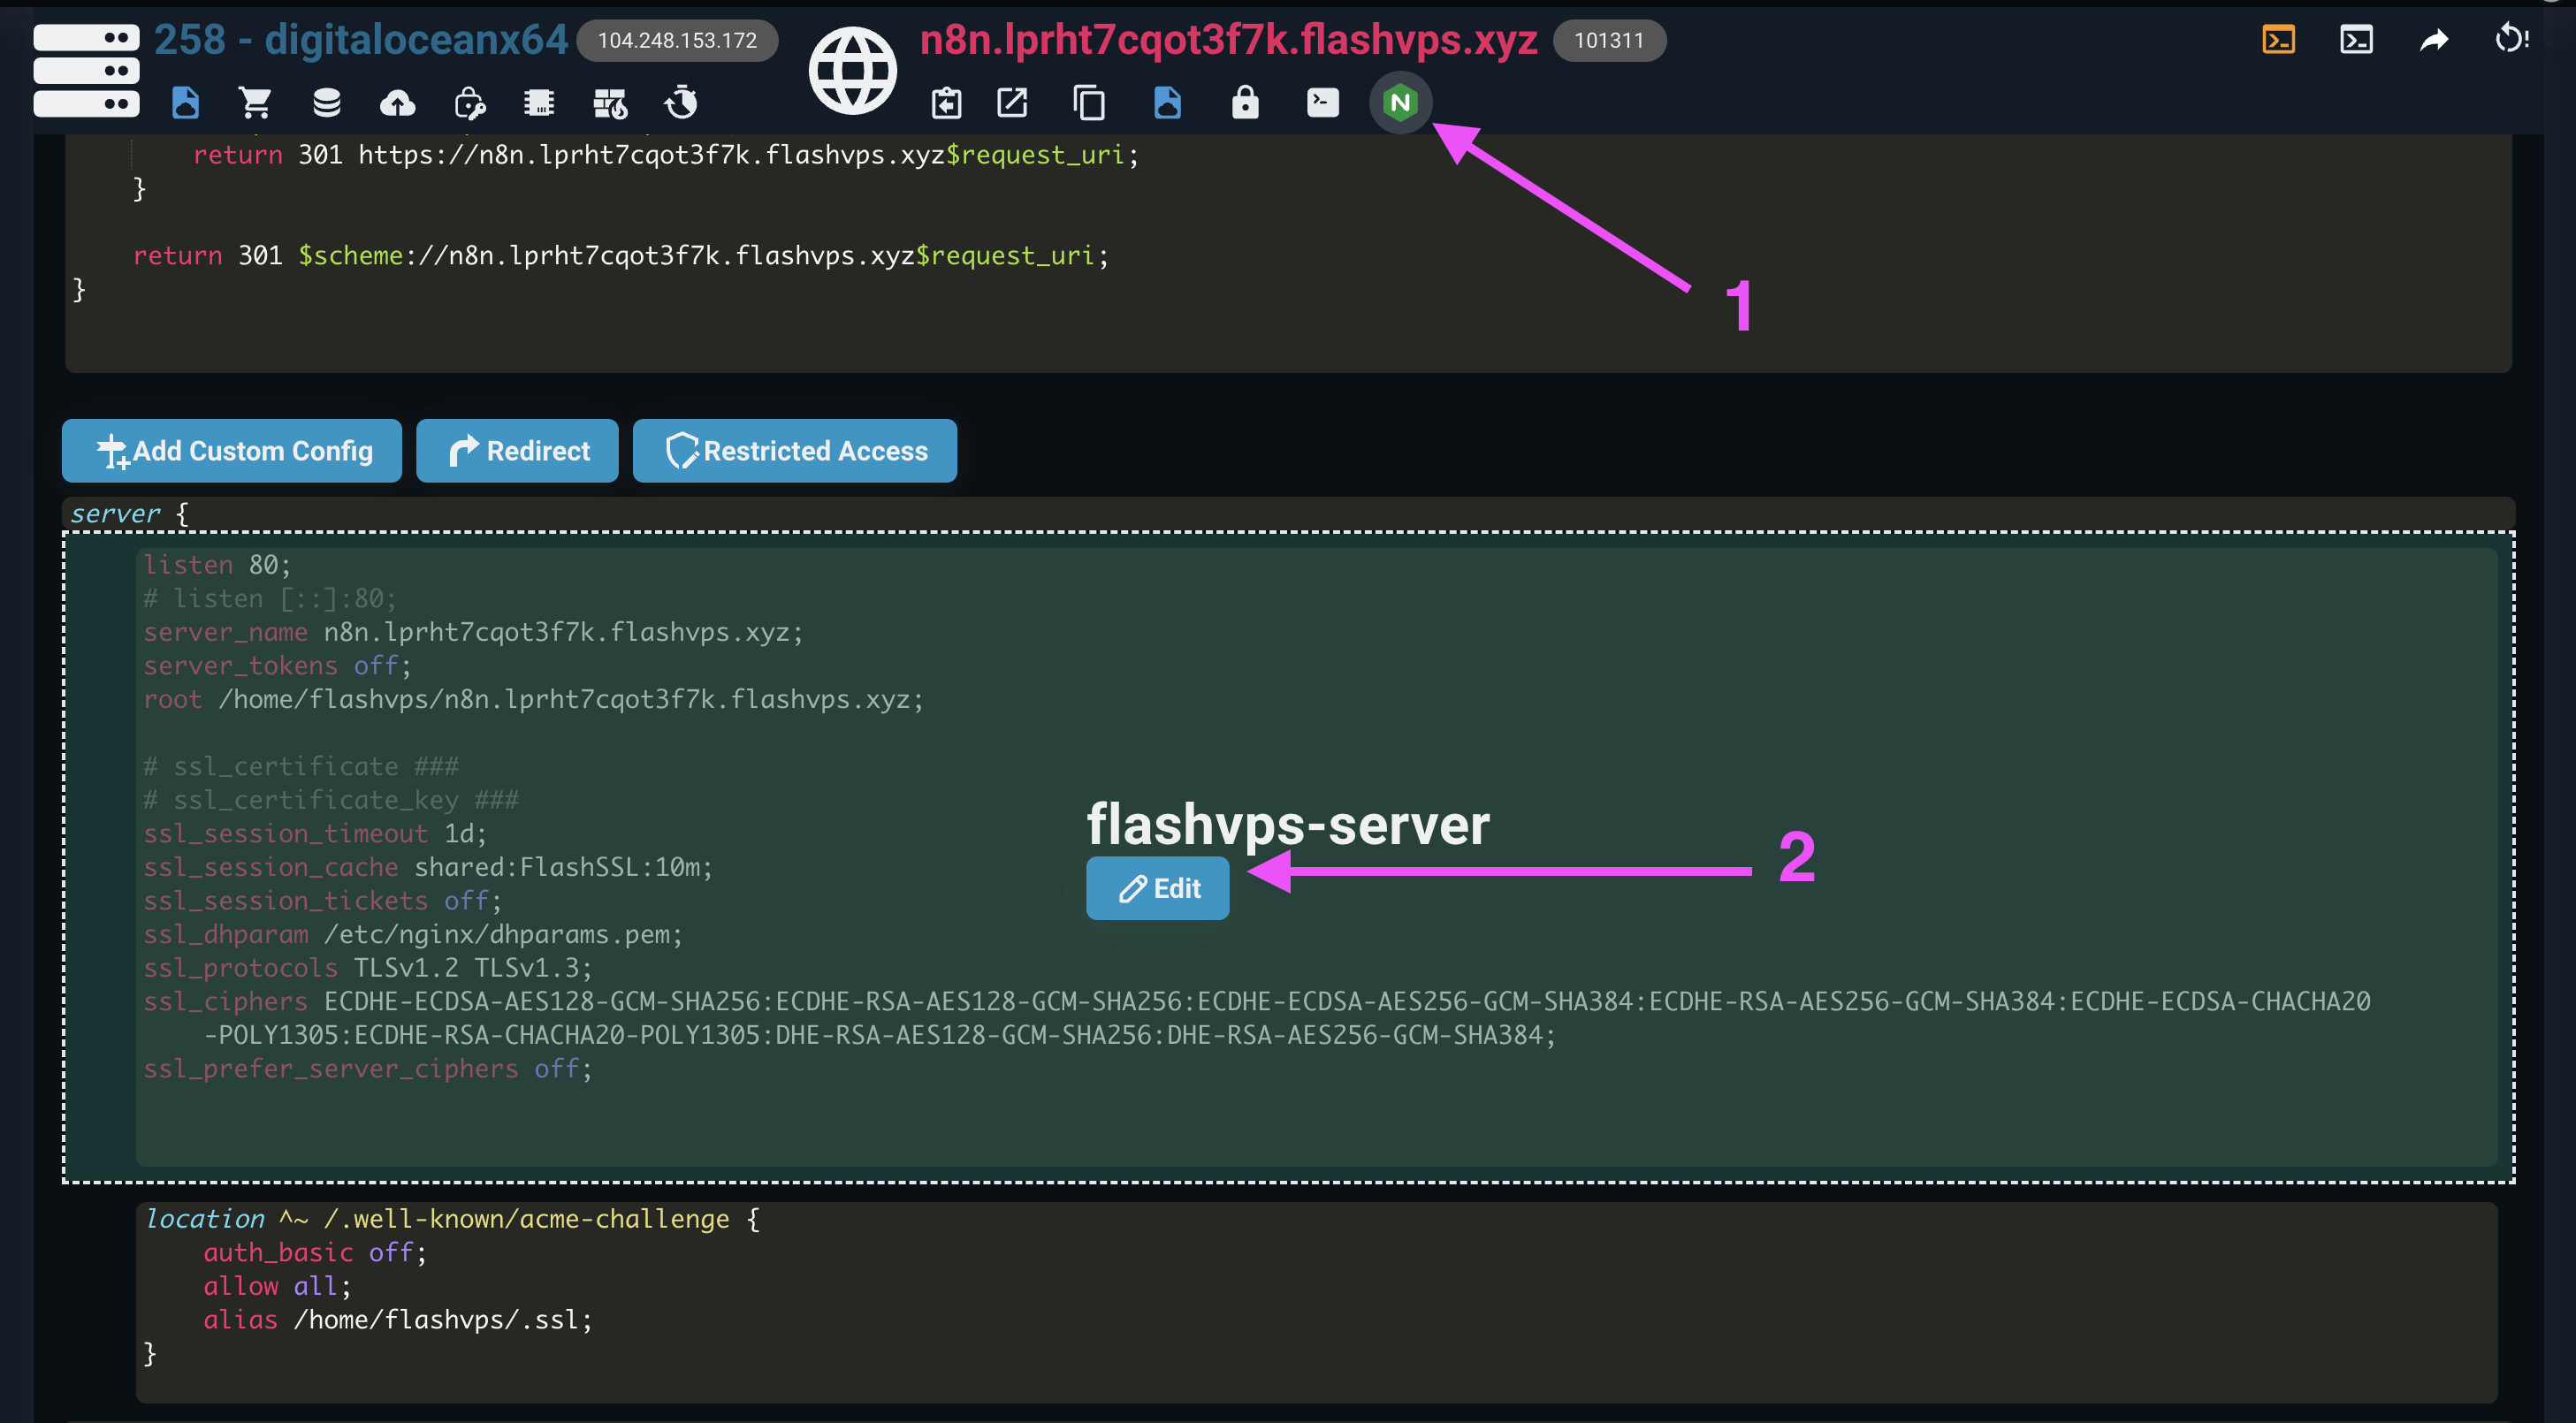 258 - digitaloceanx64 104.248.153.172 n8n.lprht7cqot3f7k.flashvps.xyz 101311
return 301 https://n8n.lprht7cqot3f7k.flashvps.xyz$request_uri;
}
return 301 $scheme://n8n.lprht7cqot3f7k.flashvps.xyz$request_uri;
}
1
Add Custom Config Redirect Restricted Access
server {
listen 80;
# listen [::]:80;
server_name n8n.lprht7cqot3f7k.flashvps.xyz;
server_tokens off;
root /home/flashvps/n8n.lprht7cqot3f7k.flashvps.xyz;
# ssl_certificate ###
# ssl_certificate_key ###
ssl_session_timeout 1d;
ssl_session_cache shared:FlashSSL:10m;
ssl_session_tickets off;
ssl_dhparam /etc/nginx/dhparams.pem;
ssl_protocols TLSv1.2 TLSv1.3;
ssl_ciphers ECDHE-ECDSA-AES128-GCM-SHA256:ECDHE-RSA-AES128-GCM-SHA256:ECDHE-ECDSA-AES256-GCM-SHA384:ECDHE-RSA-AES256-GCM-SHA384:ECDHE-ECDSA-CHACHA20
-POLY1305:ECDHE-RSA-CHACHA20-POLY1305:DHE-RSA-AES128-GCM-SHA256:DHE-RSA-AES256-GCM-SHA384;
ssl_prefer_server_ciphers off;
flashvps-server
Edit
2
location ^~ /.well-known/acme-challenge {
auth_basic off;
allow all;
alias /home/flashvps/.ssl;
}